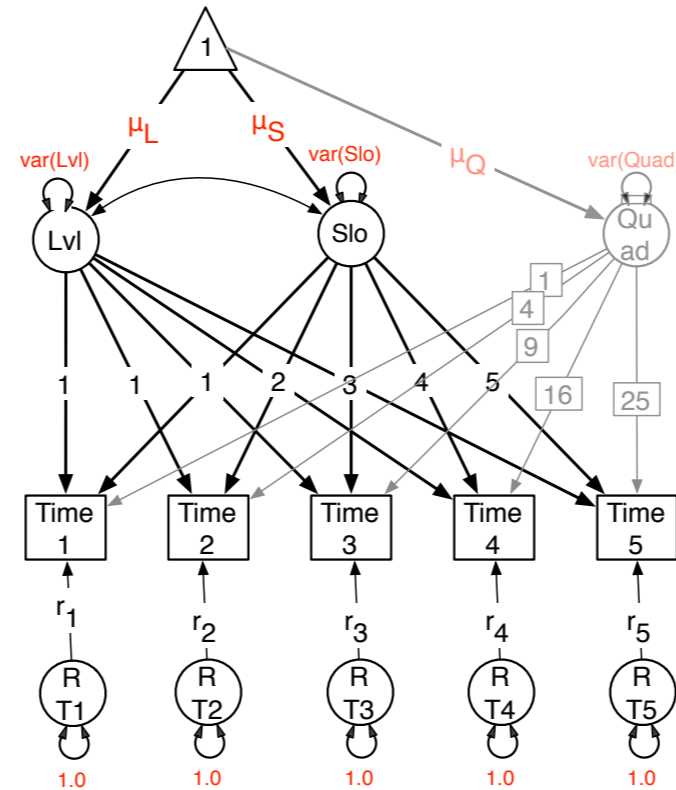 1
μL
μS
μQ
var(Lvl)
var(Slo)
var(Quad
Lvl
Slo
Qu
ad
1
4
9
16
25
1
1
1
2
3
4
5
Time
1
Time
2
Time
3
Time
4
Time
5
r1
r2
r3
r4
r5
R
T1
R
T2
R
T3
R
T4
R
T5
1.0
1.0
1.0
1.0
1.0